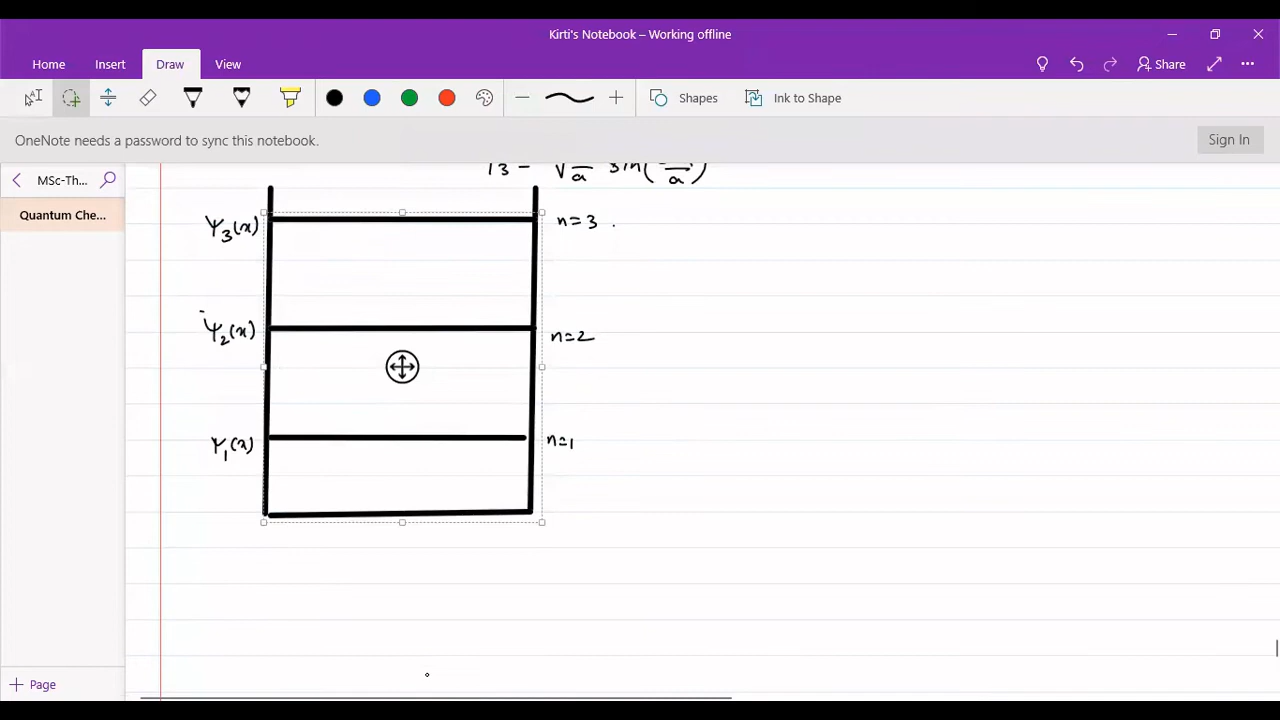 Kirti's Notebook – Working offline
Home Insert Draw View Share
Shapes Ink to Shape
OneNote needs a password to sync this notebook. Sign In
MSc-Th...
Quantum Che...
ψ₃(x) n=3
ψ₂(x) n=2
ψ₁(x) n=1
Page